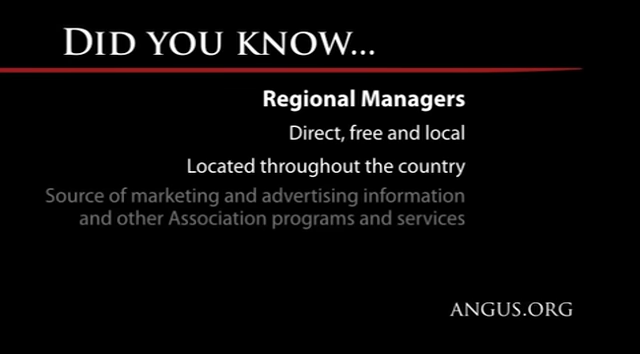 DID YOU KNOW...
Regional Managers
Direct, free and local
Located throughout the country
Source of marketing and advertising information
and other Association programs and services
ANGUS.ORG